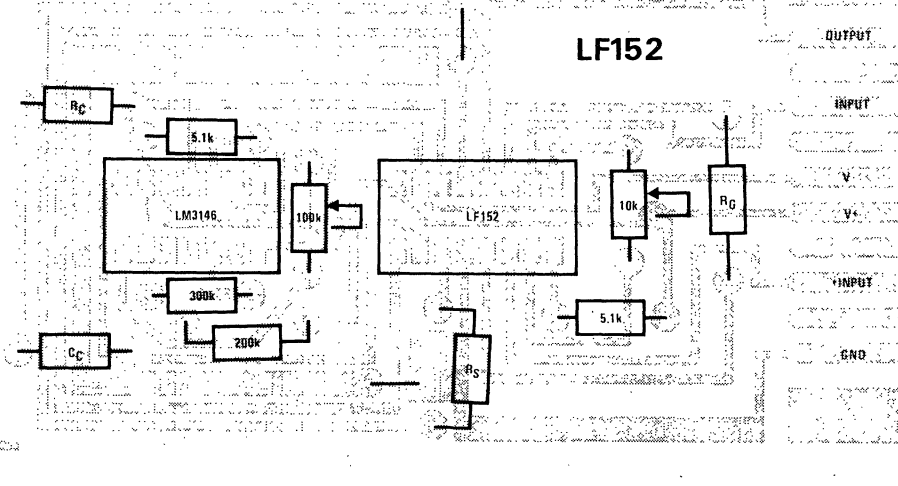 OUTPUT
LF152
RC
INPUT
5.1k
V
V+
LM3146
100k
LF152
10k
RG
300k
+INPUT
5.1k
200k
CC
RS
GND